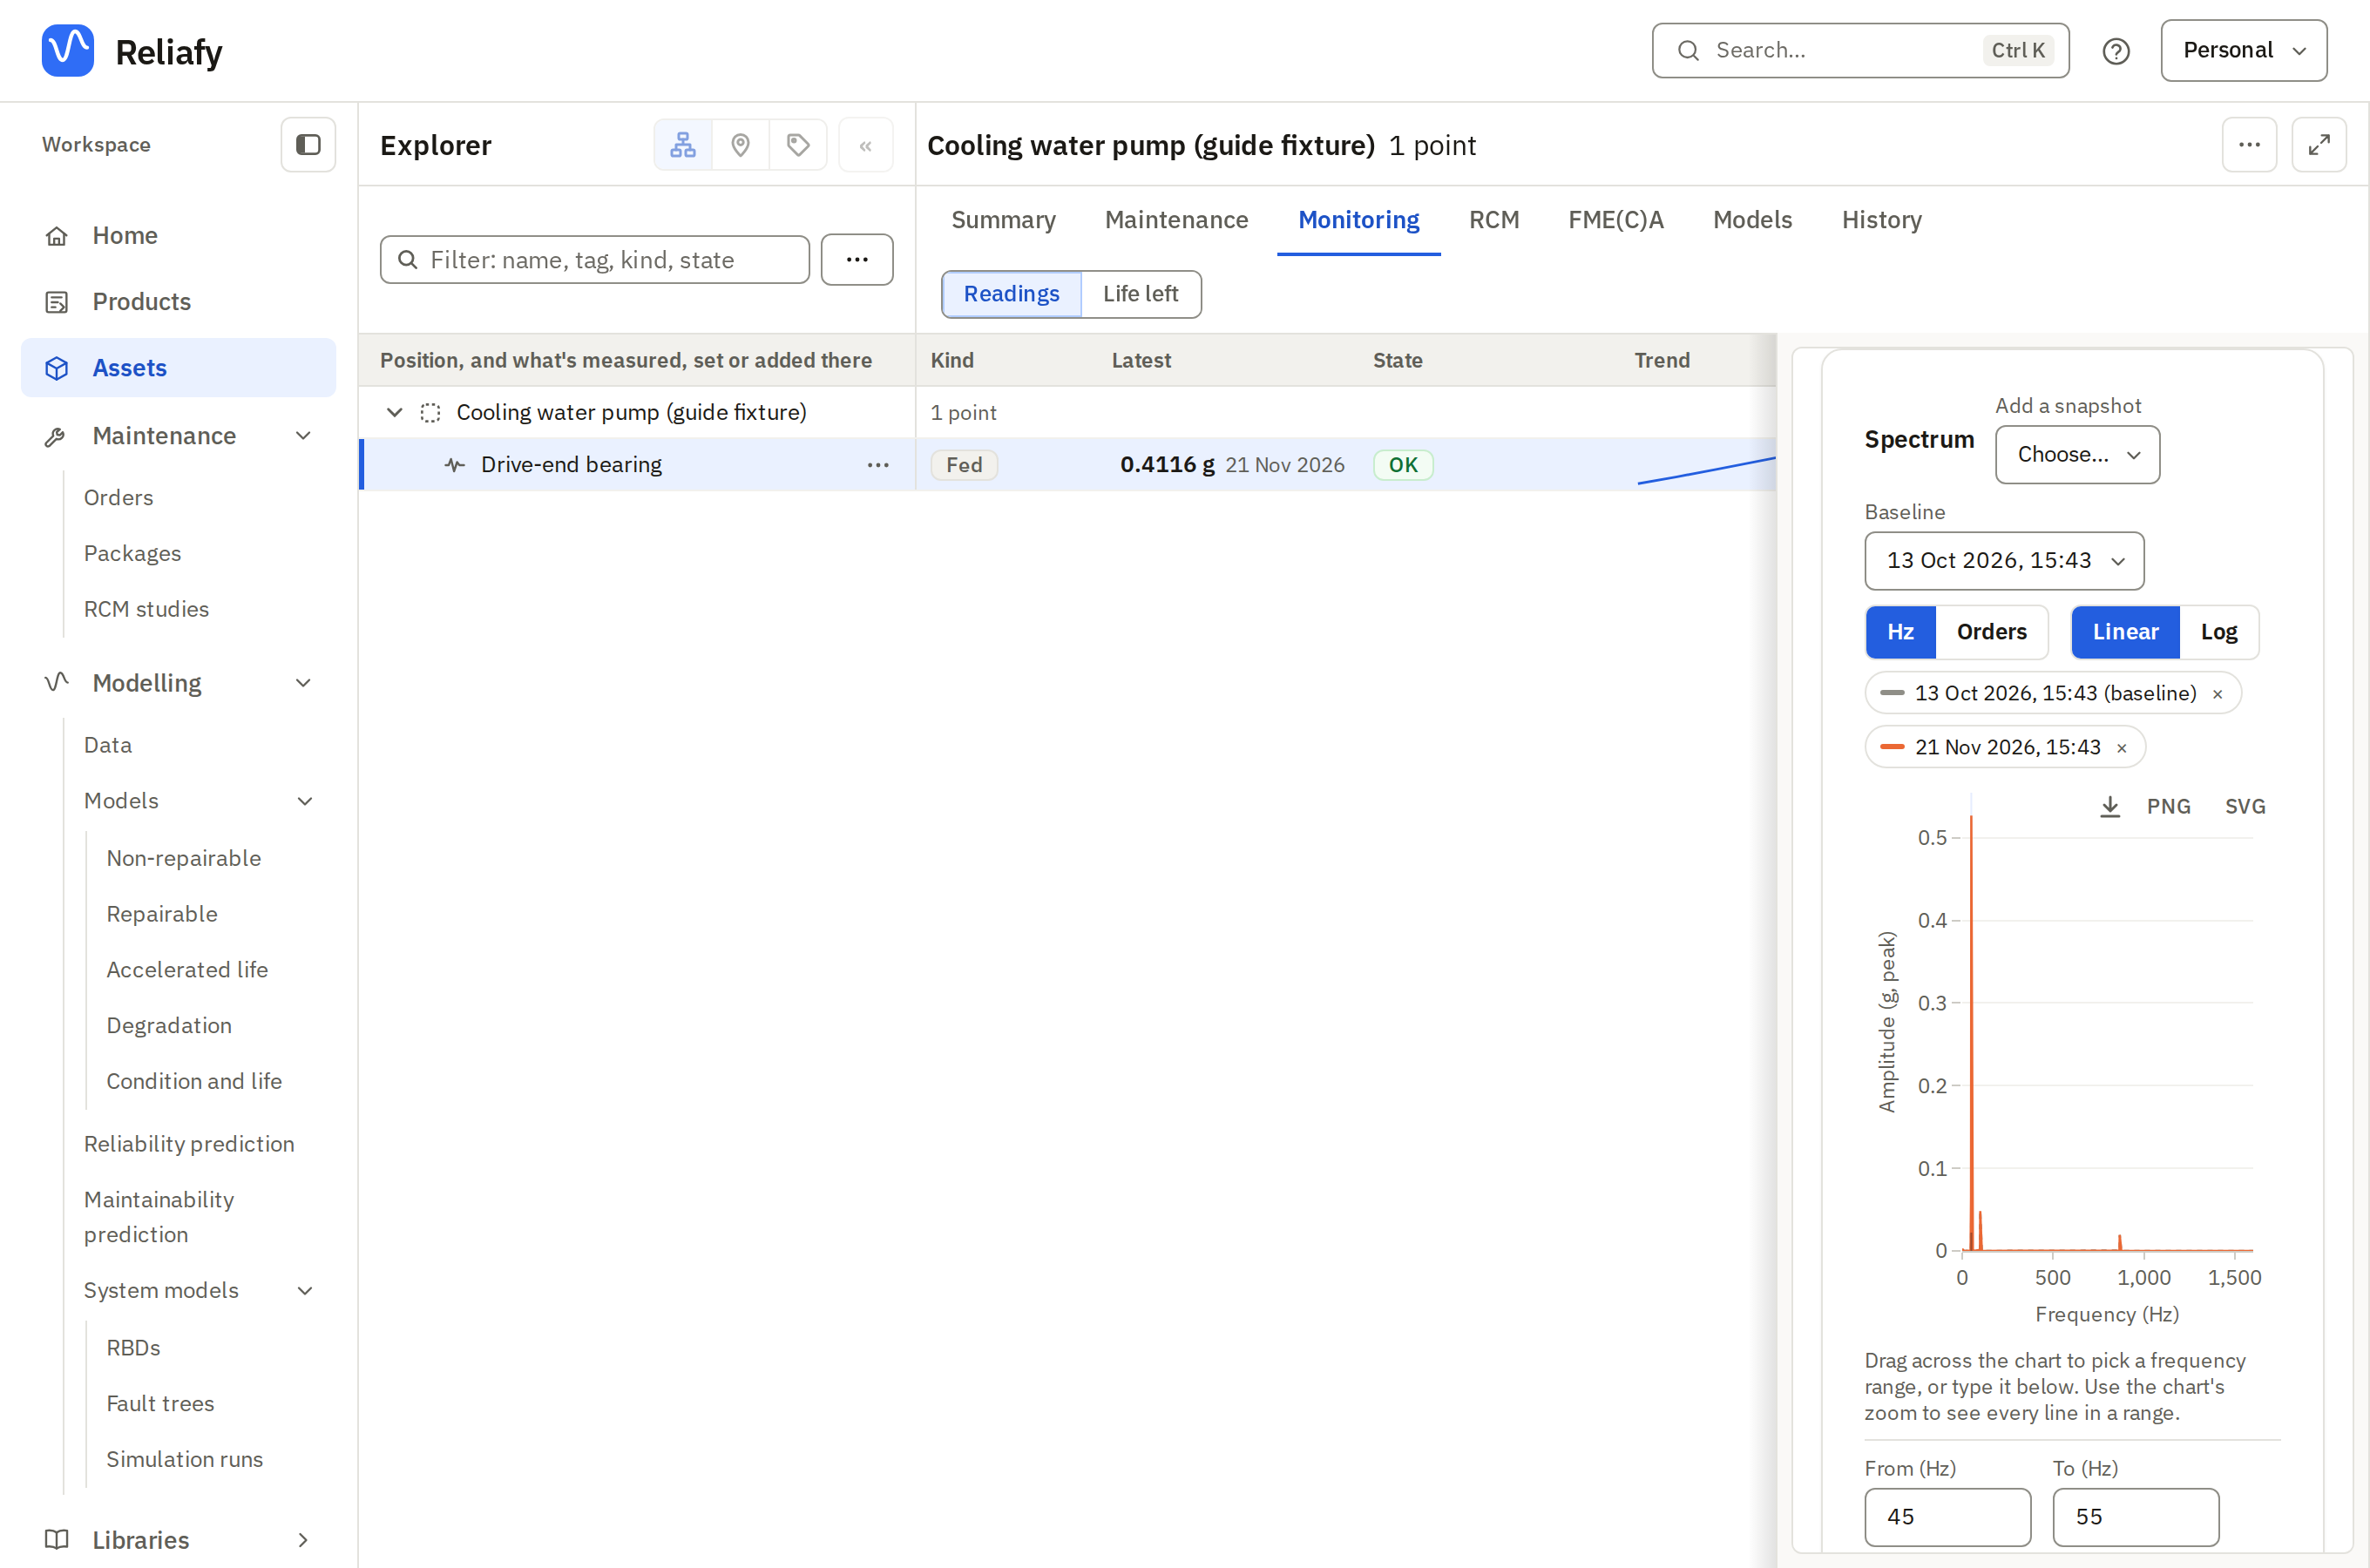 Reliafy
Search...
Ctrl K
Personal
Workspace
Home
Products
Assets
Maintenance
Orders
Packages
RCM studies
Modelling
Data
Models
Non-repairable
Repairable
Accelerated life
Degradation
Condition and life
Reliability prediction
Maintainability
prediction
System models
RBDs
Fault trees
Simulation runs
Libraries
Explorer
«
Filter: name, tag, kind, state
Cooling water pump (guide fixture) 1 point
Summary
Maintenance
Monitoring
RCM
FME(C)A
Models
History
Readings
Life left
Position, and what's measured, set or added there
Kind
Latest
State
Trend
Cooling water pump (guide fixture)
1 point
Drive-end bearing
Fed
0.4116 g 21 Nov 2026
OK
Add a snapshot
Spectrum
Choose...
Baseline
13 Oct 2026, 15:43
Hz
Orders
Linear
Log
13 Oct 2026, 15:43 (baseline) ×
21 Nov 2026, 15:43 ×
PNG
SVG
0.5
0.4
0.3
0.2
0.1
0
Amplitude (g, peak)
0
500
1,000
1,500
Frequency (Hz)
Drag across the chart to pick a frequency
range, or type it below. Use the chart's
zoom to see every line in a range.
From (Hz)
To (Hz)
45
55